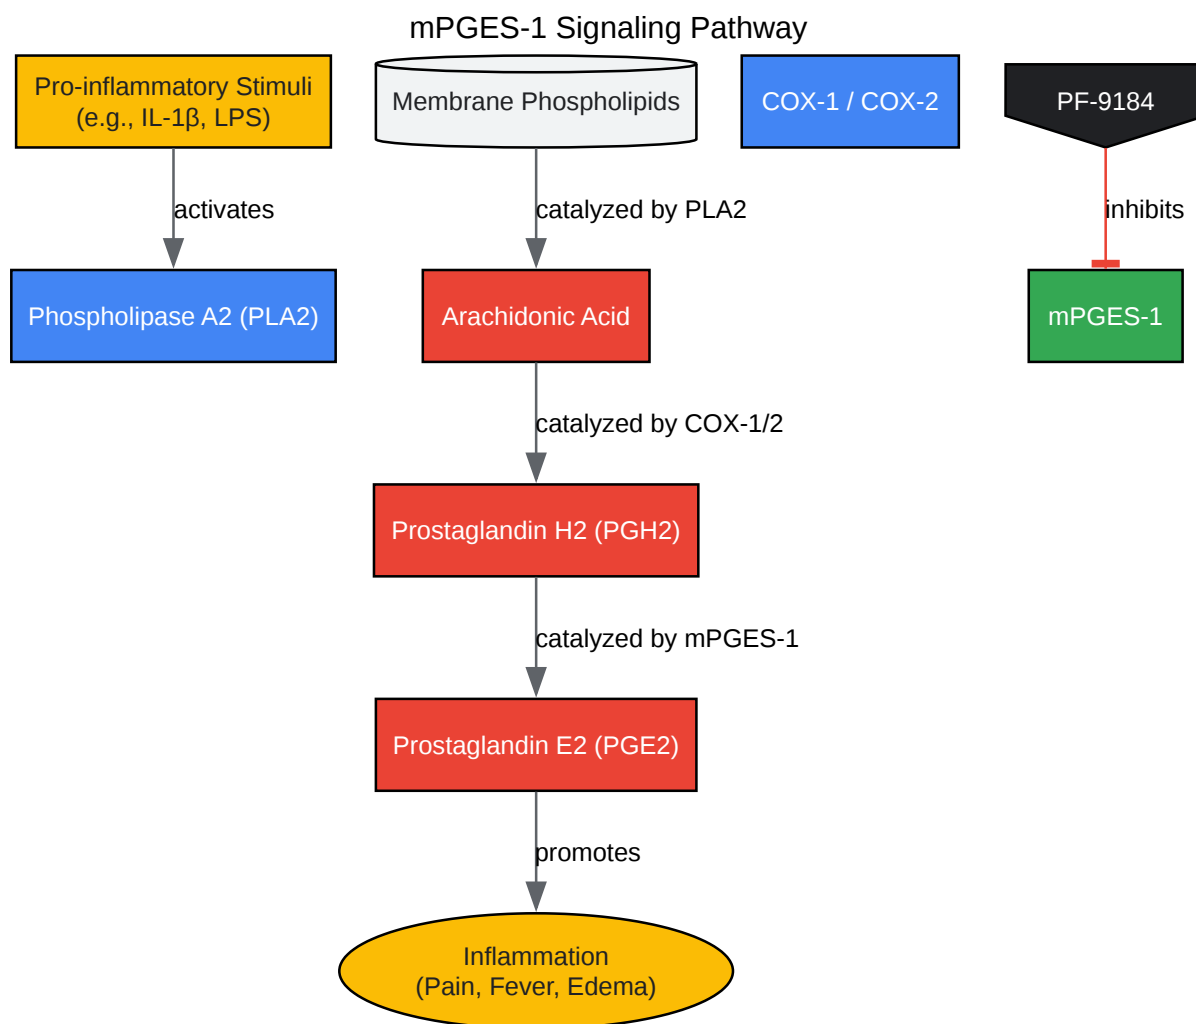 mPGES-1 Signaling Pathway
Pro-inflammatory Stimuli
(e.g., IL-1β, LPS)
Membrane Phospholipids
COX-1 / COX-2
PF-9184
activates
catalyzed by PLA2
inhibits
Phospholipase A2 (PLA2)
Arachidonic Acid
mPGES-1
catalyzed by COX-1/2
Prostaglandin H2 (PGH2)
catalyzed by mPGES-1
Prostaglandin E2 (PGE2)
promotes
Inflammation
(Pain, Fever, Edema)